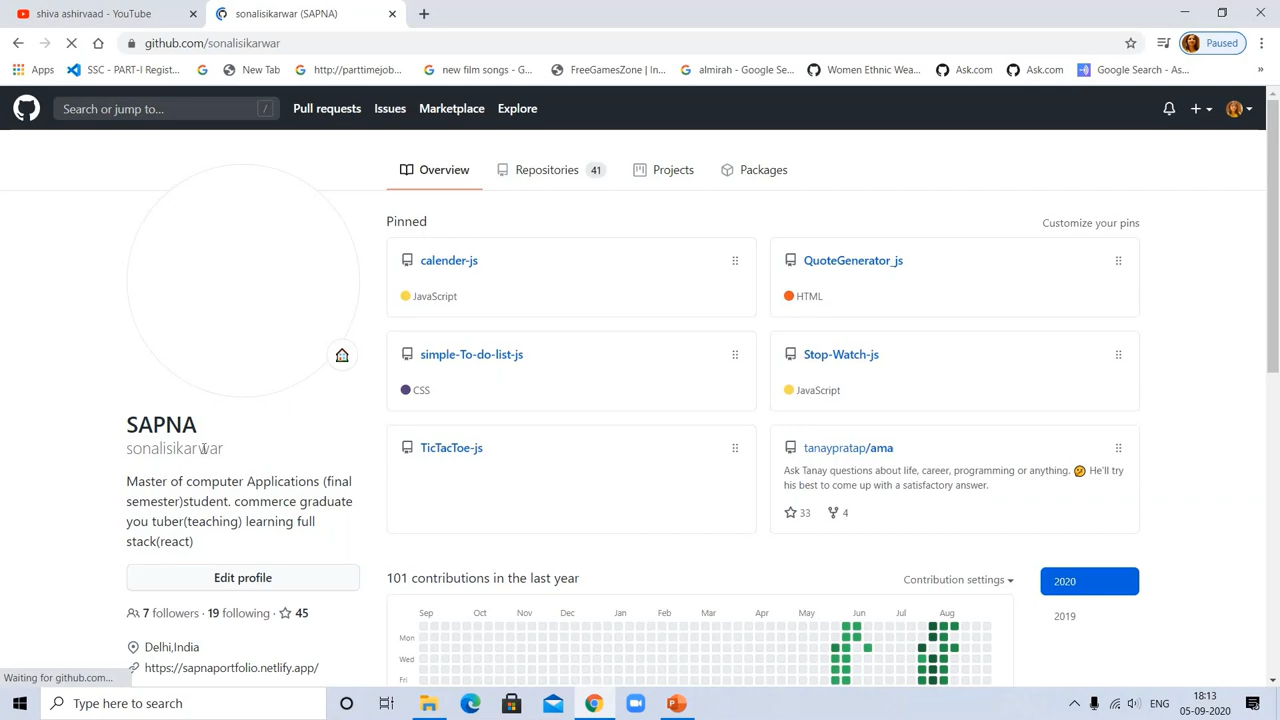 shiva ashirvaad - YouTube
sonalisikarwar (SAPNA)
github.com/sonalisikarwar
Paused
Apps
SSC - PART-I Regist...
New Tab
http://parttimejob...
new film songs - G...
FreeGamesZone | In...
almirah - Google Se...
Women Ethnic Wea...
Ask.com
Ask.com
Google Search - As...
»
Search or jump to...
/
Pull requests
Issues
Marketplace
Explore
Overview
Repositories 41
Projects
Packages
Pinned
Customize your pins
calender-js
JavaScript
QuoteGenerator_js
HTML
simple-To-do-list-js
CSS
Stop-Watch-js
JavaScript
TicTacToe-js
tanaypratap/ama
Ask Tanay questions about life, career, programming or anything. He'll try
his best to come up with a satisfactory answer.
33
4
SAPNA
sonalisikarwar
Master of computer Applications (final
semester)student. commerce graduate
you tuber(teaching) learning full
stack(react)
Edit profile
7 followers · 19 following · 45
Delhi,India
https://sapnaportfolio.netlify.app/
101 contributions in the last year
Contribution settings
2020
2019
Sep Oct Nov Dec Jan Feb Mar Apr May Jun Jul Aug
Mon
Wed
Fri
Waiting for github.com...
Type here to search
ENG
18:13
05-09-2020